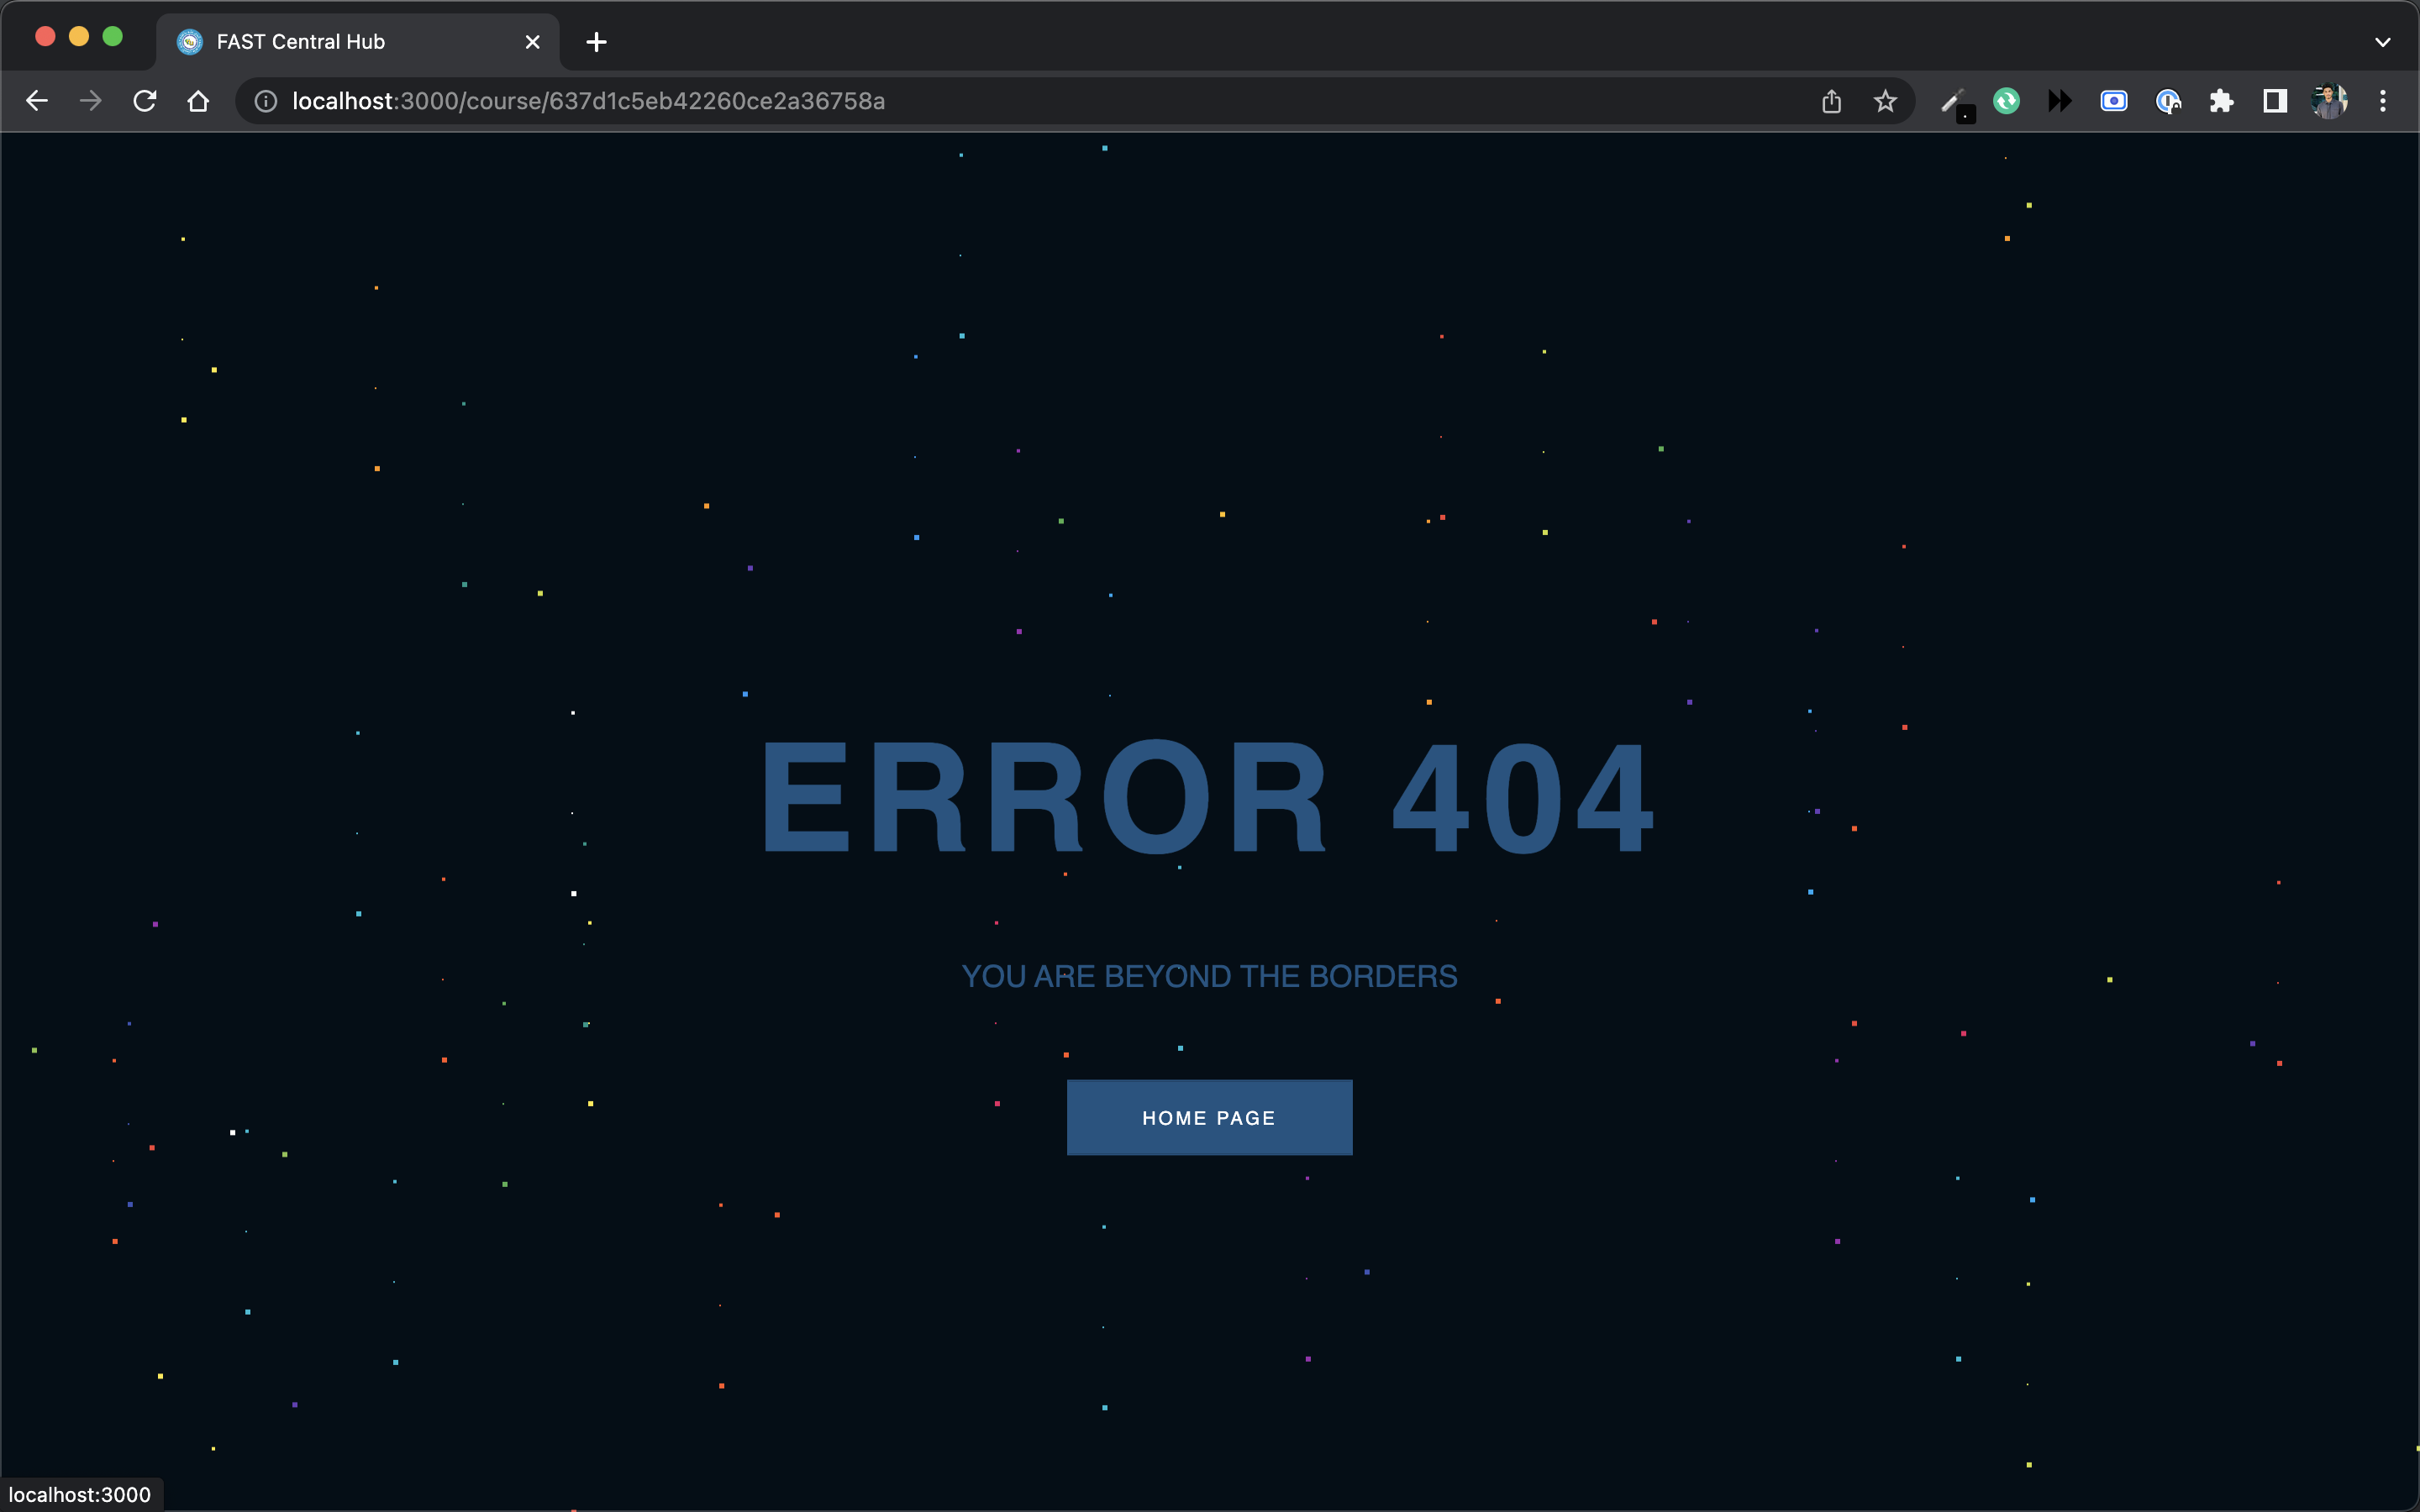 FAST Central Hub
localhost:3000/course/637d1c5eb42260ce2a36758a
ERROR 404
YOU ARE BEYOND THE BORDERS
HOME PAGE
localhost:3000